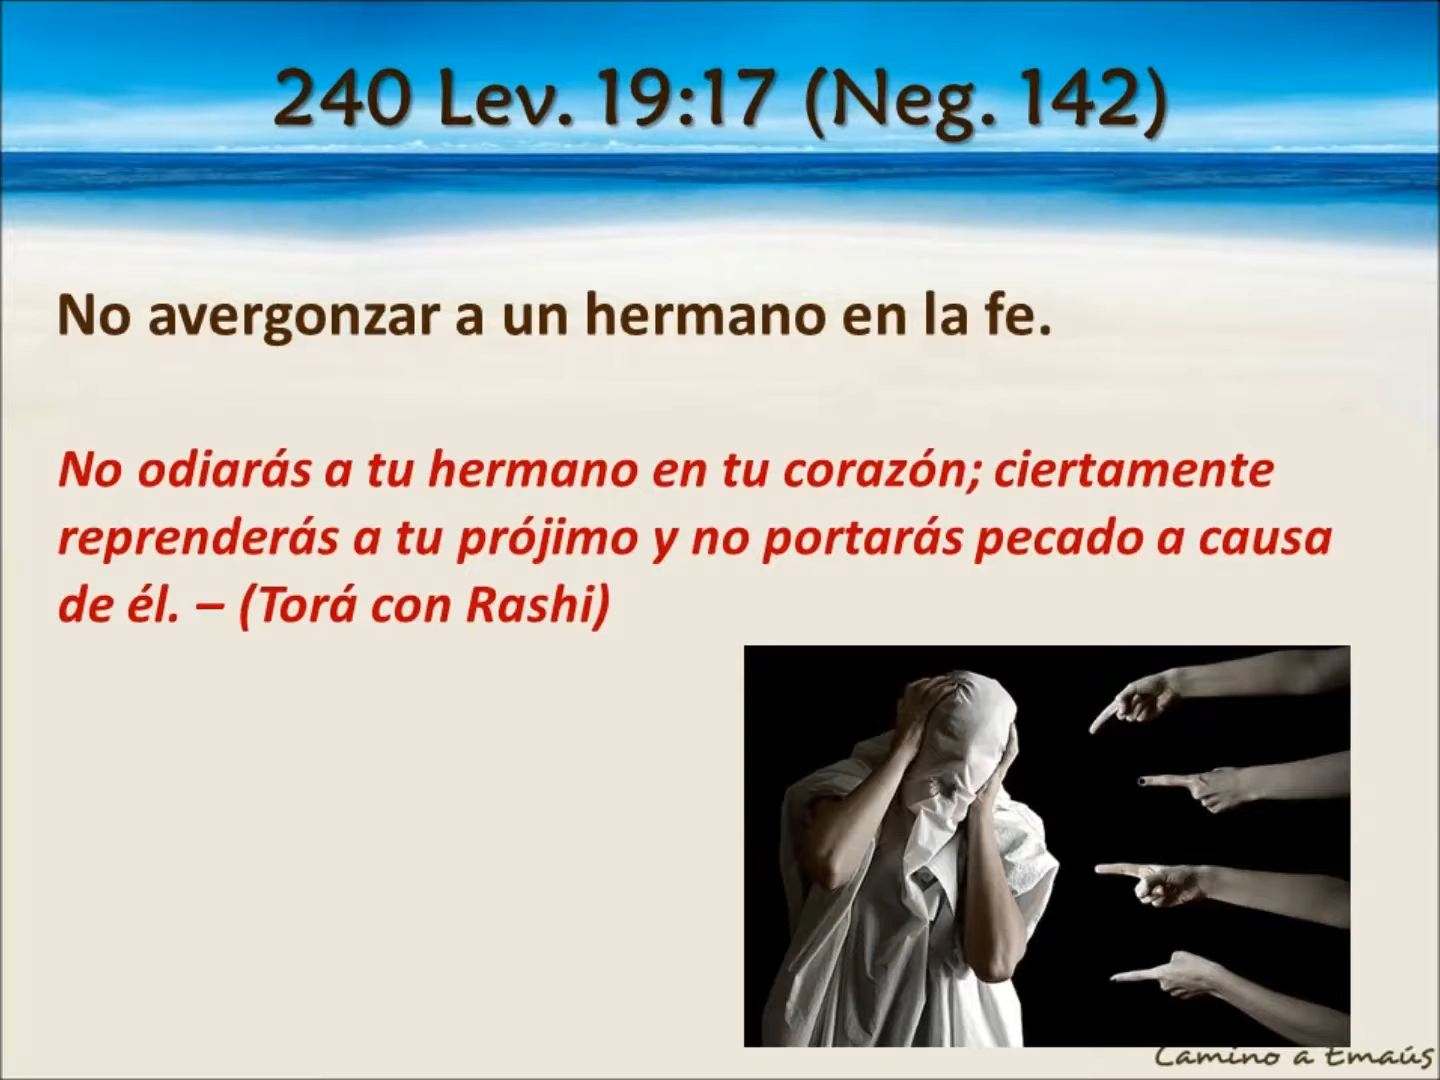 240 Lev. 19:17 (Neg. 142)
No avergonzar a un hermano en la fe.
No odiarás a tu hermano en tu corazón; ciertamente
reprenderás a tu prójimo y no portarás pecado a causa
de él. – (Torá con Rashi)
Camino a Emaús